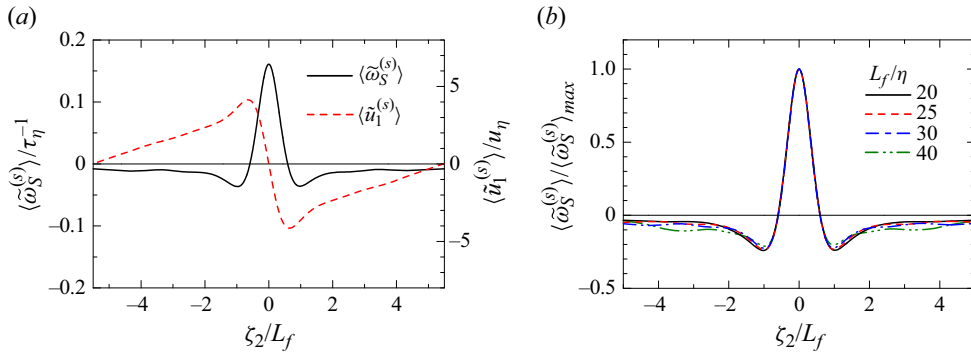 (a)
(b)
0.2
0.1
0
−0.1
−0.2
⟨ω̃_S^(s)⟩/τ_η^−1
5
0
−5
⟨ũ_1^(s)⟩/u_η
⟨ω̃_S^(s)⟩
⟨ũ_1^(s)⟩
−4 −2 0 2 4
ζ_2/L_f
1.0
0.5
0
−0.5
⟨ω̃_S^(s)⟩/⟨ω̃_S^(s)⟩_max
L_f/η
20
25
30
40
−4 −2 0 2 4
ζ_2/L_f